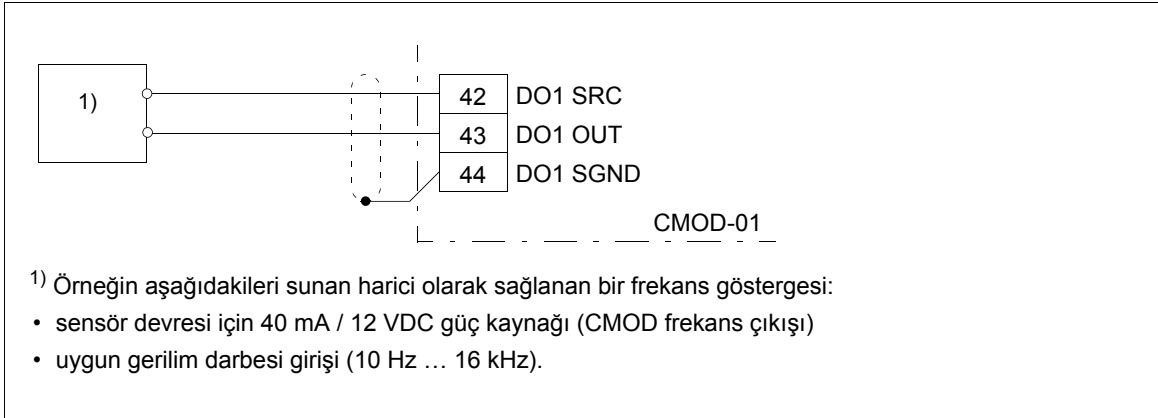 1)
42 DO1 SRC
43 DO1 OUT
44 DO1 SGND
CMOD-01
1) Örneğin aşağıdakileri sunan harici olarak sağlanan bir frekans göstergesi:
• sensör devresi için 40 mA / 12 VDC güç kaynağı (CMOD frekans çıkışı)
• uygun gerilim darbesi girişi (10 Hz … 16 kHz).